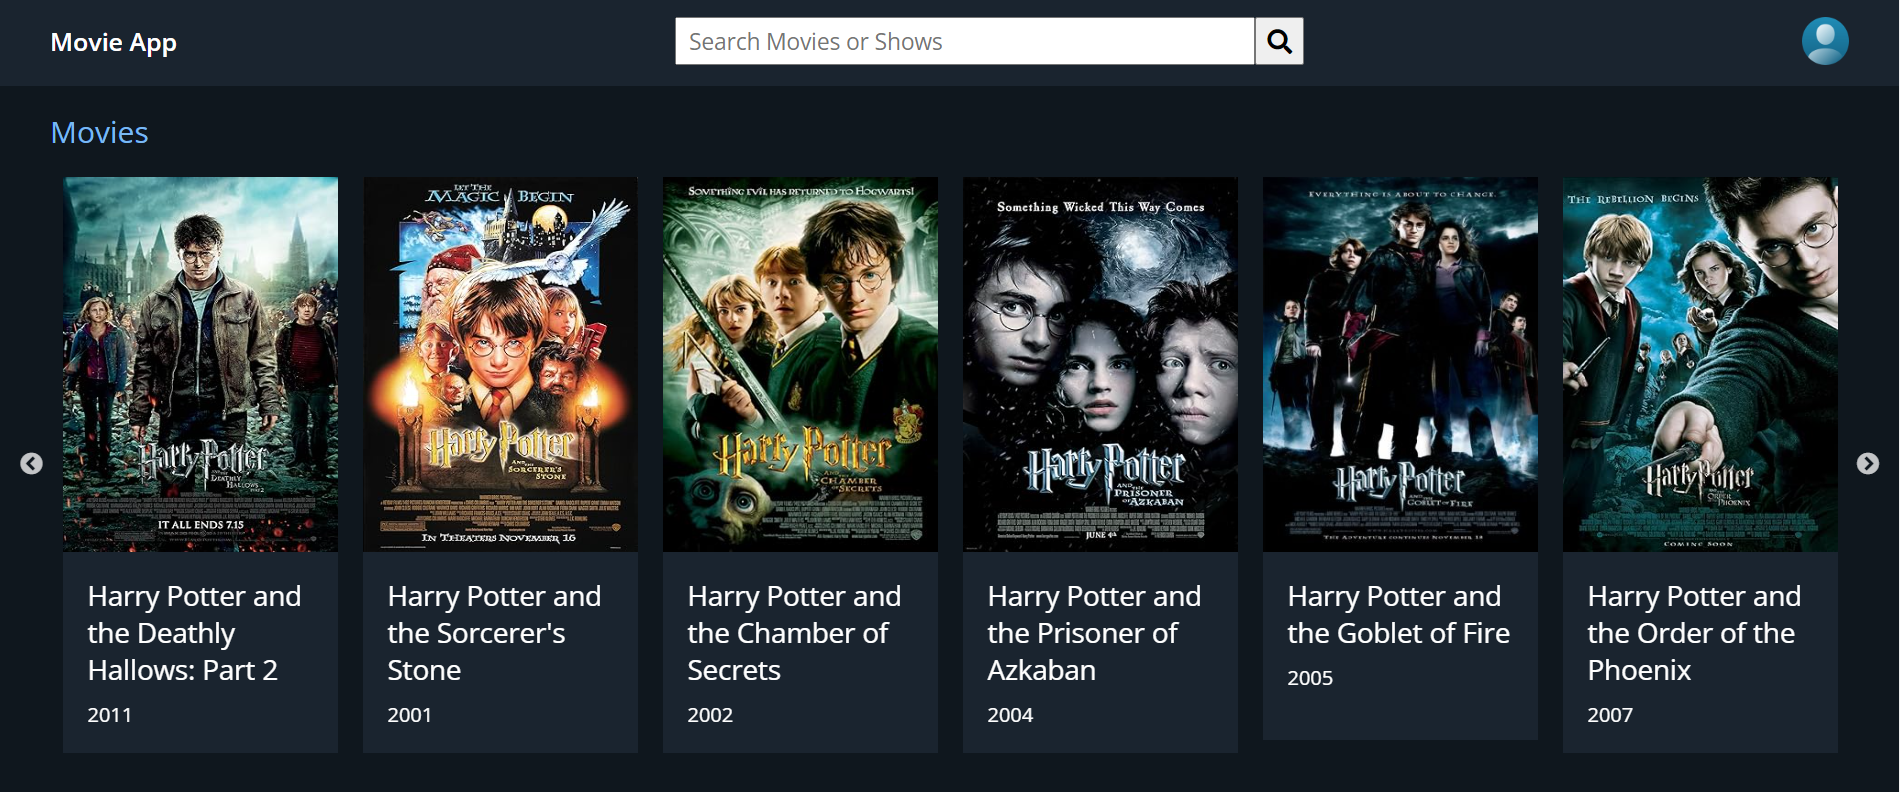 Movie App
Search Movies or Shows
Movies
IT ALL ENDS 7.15
Harry Potter
AND THE
DEATHLY
HALLOWS
PART 2
LET THE
MAGIC BEGIN
Harry Potter
AND THE
SORCERER'S
STONE
IN THEATERS NOVEMBER 16
SOMETHING EVIL HAS RETURNED TO HOGWARTS!
Harry Potter
AND THE
CHAMBER
OF SECRETS
Something Wicked This Way Comes
Harry Potter
AND THE
PRISONER
OF AZKABAN
JUNE 4th
EVERYTHING IS ABOUT TO CHANGE.
Harry Potter
AND THE
GOBLET OF FIRE
THE ADVENTURE CONTINUES NOVEMBER 18
THE REBELLION BEGINS
Harry Potter
AND THE
ORDER OF THE
PHOENIX
COMING SOON
Harry Potter and
the Deathly
Hallows: Part 2
2011
Harry Potter and
the Sorcerer's
Stone
2001
Harry Potter and
the Chamber of
Secrets
2002
Harry Potter and
the Prisoner of
Azkaban
2004
Harry Potter and
the Goblet of Fire
2005
Harry Potter and
the Order of the
Phoenix
2007